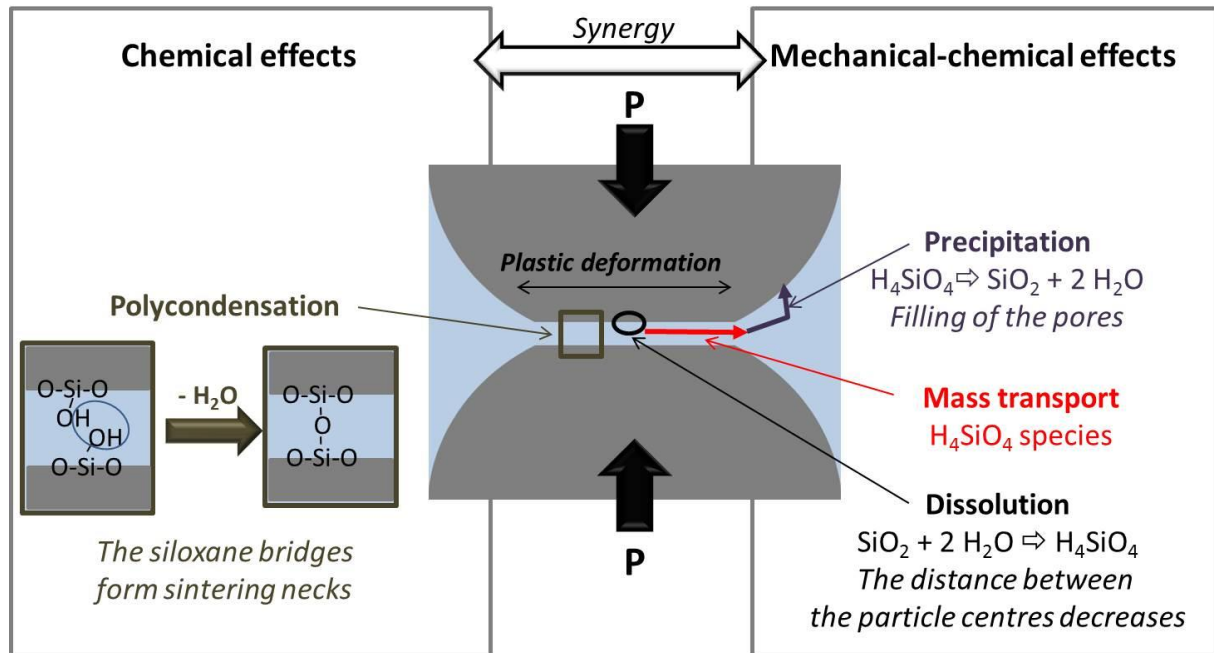 Chemical effects
Synergy
Mechanical-chemical effects
P
Plastic deformation
Polycondensation
O-Si-O
OH
OH
O-Si-O
- H₂O
O-Si-O
O
O-Si-O
The siloxane bridges
form sintering necks
Precipitation
H₄SiO₄ ⇨ SiO₂ + 2 H₂O
Filling of the pores
Mass transport
H₄SiO₄ species
Dissolution
SiO₂ + 2 H₂O ⇨ H₄SiO₄
The distance between
the particle centres decreases
P